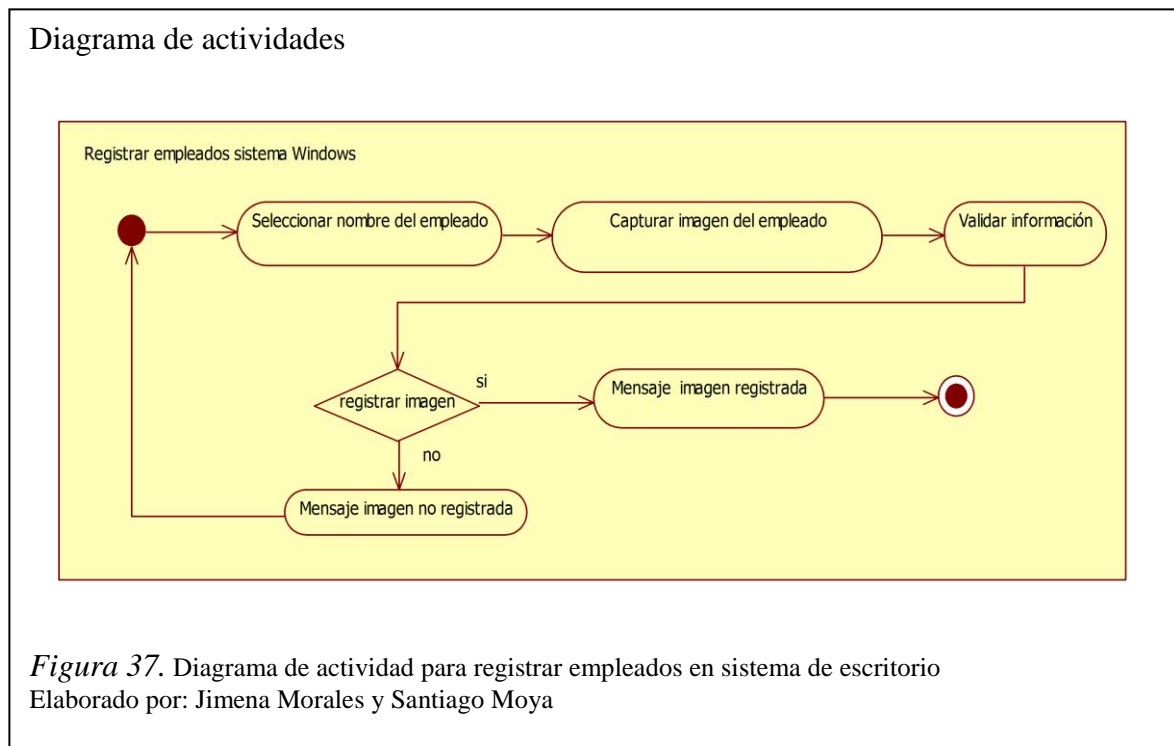 Diagrama de actividades
Registrar empleados sistema Windows
Seleccionar nombre del empleado
Capturar imagen del empleado
Validar información
registrar imagen
si
Mensaje imagen registrada
no
Mensaje imagen no registrada
Figura 37. Diagrama de actividad para registrar empleados en sistema de escritorio
Elaborado por: Jimena Morales y Santiago Moya